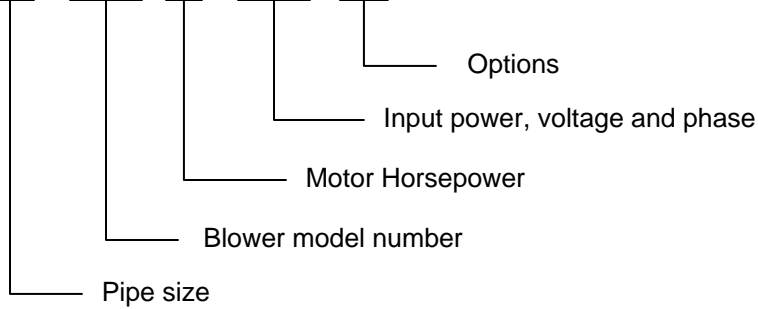 Options
Input power, voltage and phase
Motor Horsepower
Blower model number
Pipe size